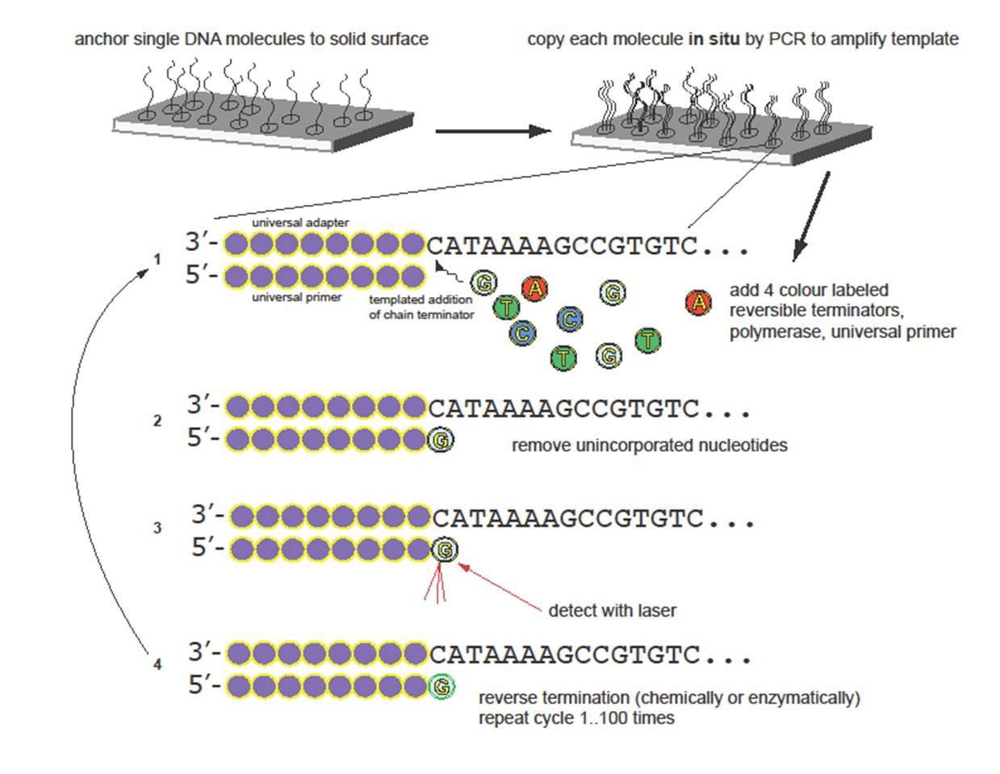 anchor single DNA molecules to solid surface
copy each molecule in situ by PCR to amplify template
universal adapter
3′- CATAAAAGCCGTGTC...
1
5′-
universal primer
templated addition
of chain terminator
G
A
G
A
T
C
C
T
G
T
add 4 colour labeled
reversible terminators,
polymerase, universal primer
3′- CATAAAAGCCGTGTC...
2
5′- G
remove unincorporated nucleotides
3′- CATAAAAGCCGTGTC...
3
5′- G
detect with laser
3′- CATAAAAGCCGTGTC...
4
5′- G
reverse termination (chemically or enzymatically)
repeat cycle 1..100 times